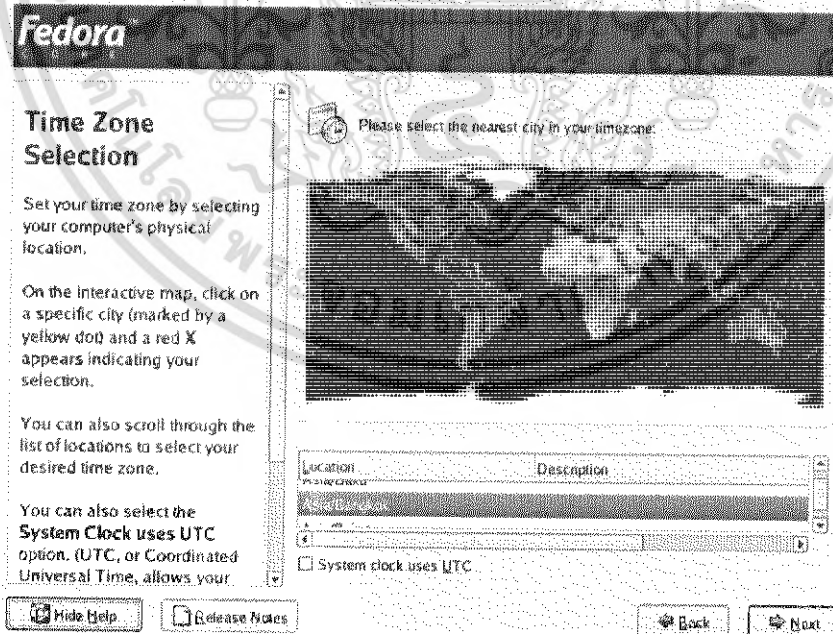 Fedora
CORE
Time Zone
Selection
Please select the nearest city in your timezone:
Set your time zone by selecting
your computer's physical
location.
On the interactive map, click on
a specific city (marked by a
yellow dot) and a red X
appears indicating your
selection.
You can also scroll through the
list of locations to select your
desired time zone.
You can also select the
System Clock uses UTC
option. (UTC, or Coordinated
Universal Time, allows your
Location Description
Asia/Bangkok
System clock uses UTC
Hide Help
Release Notes
Back
Next